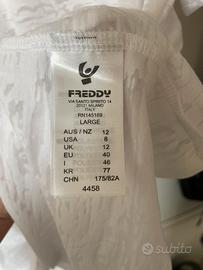 FREDDY
VIA SANTO SPIRITO 14
20121 MILANO
ITALY
RN145169
LARGE
AUS / NZ 12
USA 8
UK 12
EU 40
I 46
KR 77
CHN 175/82A
4458
subito